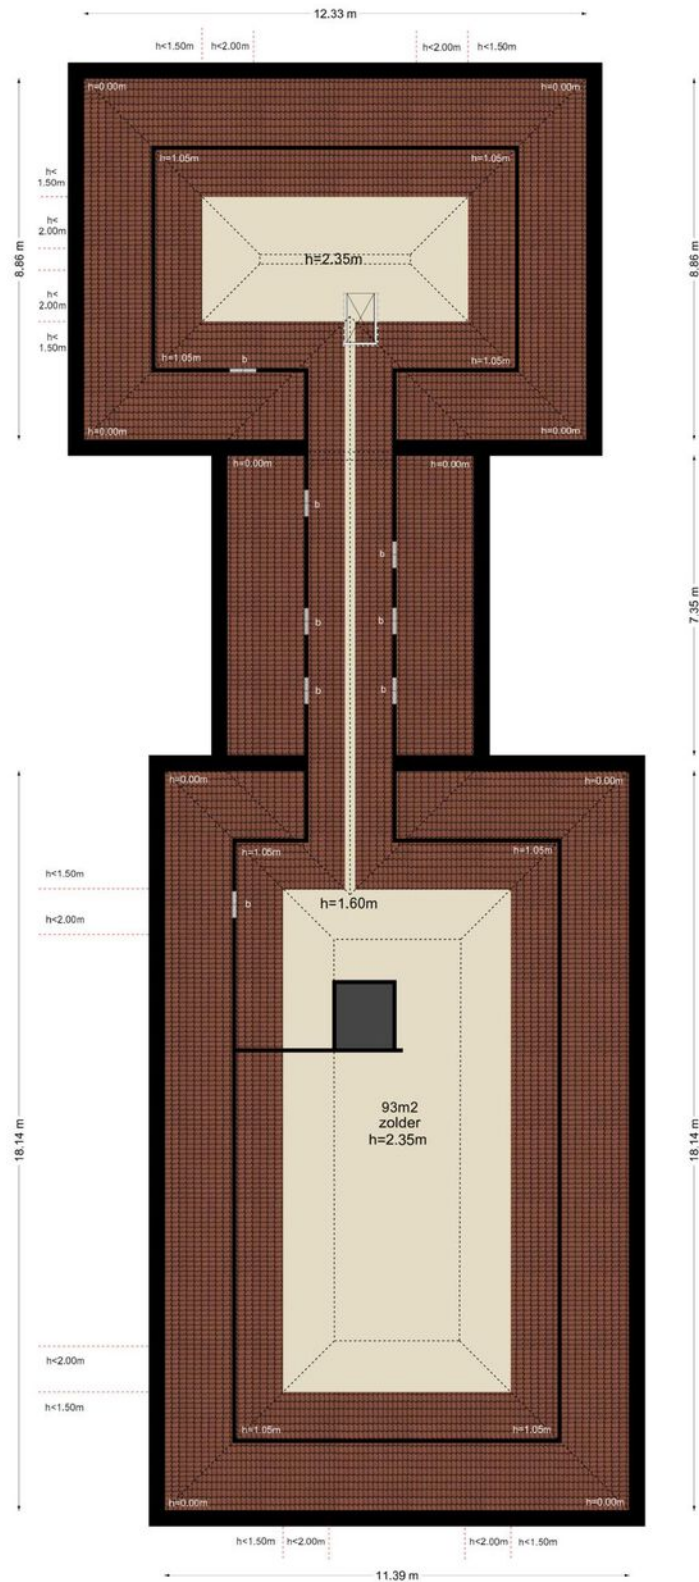 12.33 m
h<1.50m
h<2.00m
h<2.00m
h<1.50m
h=0.00m
h=0.00m
h=1.05m
h=1.05m
h<
1.50m
h<
2.00m
h=2.35m
8.86 m
8.86 m
h<
2.00m
h<
1.50m
h=1.05m
b
h=1.05m
h=0.00m
h=0.00m
h=0.00m
h=0.00m
b
b
7.35 m
b
b
b
b
h=0.00m
h=0.00m
h=1.05m
h=1.05m
h<1.50m
h=1.60m
b
h<2.00m
93m2
zolder
h=2.35m
18.14 m
18.14 m
h<2.00m
h<1.50m
h=1.05m
h=1.05m
h=0.00m
h=0.00m
h<1.50m
h<2.00m
h<2.00m
h<1.50m
11.39 m